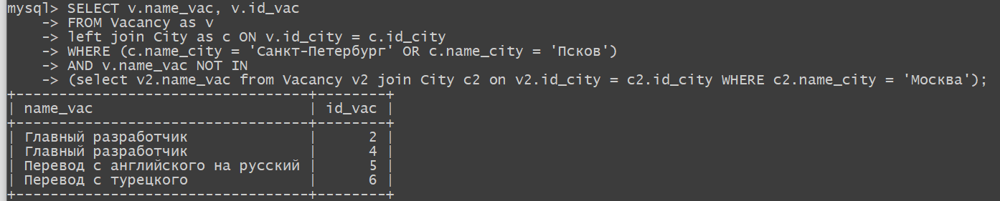 mysql> SELECT v.name_vac, v.id_vac
    -> FROM Vacancy as v
    -> left join City as c ON v.id_city = c.id_city
    -> WHERE (c.name_city = 'Санкт-Петербург' OR c.name_city = 'Псков')
    -> AND v.name_vac NOT IN
    -> (select v2.name_vac from Vacancy v2 join City c2 on v2.id_city = c2.id_city WHERE c2.name_city = 'Москва');
+----------------------------------+--------+
| name_vac                         | id_vac |
+----------------------------------+--------+
| Главный разработчик              |      2 |
| Главный разработчик              |      4 |
| Перевод с английского на русский |      5 |
| Перевод с турецкого              |      6 |
+----------------------------------+--------+